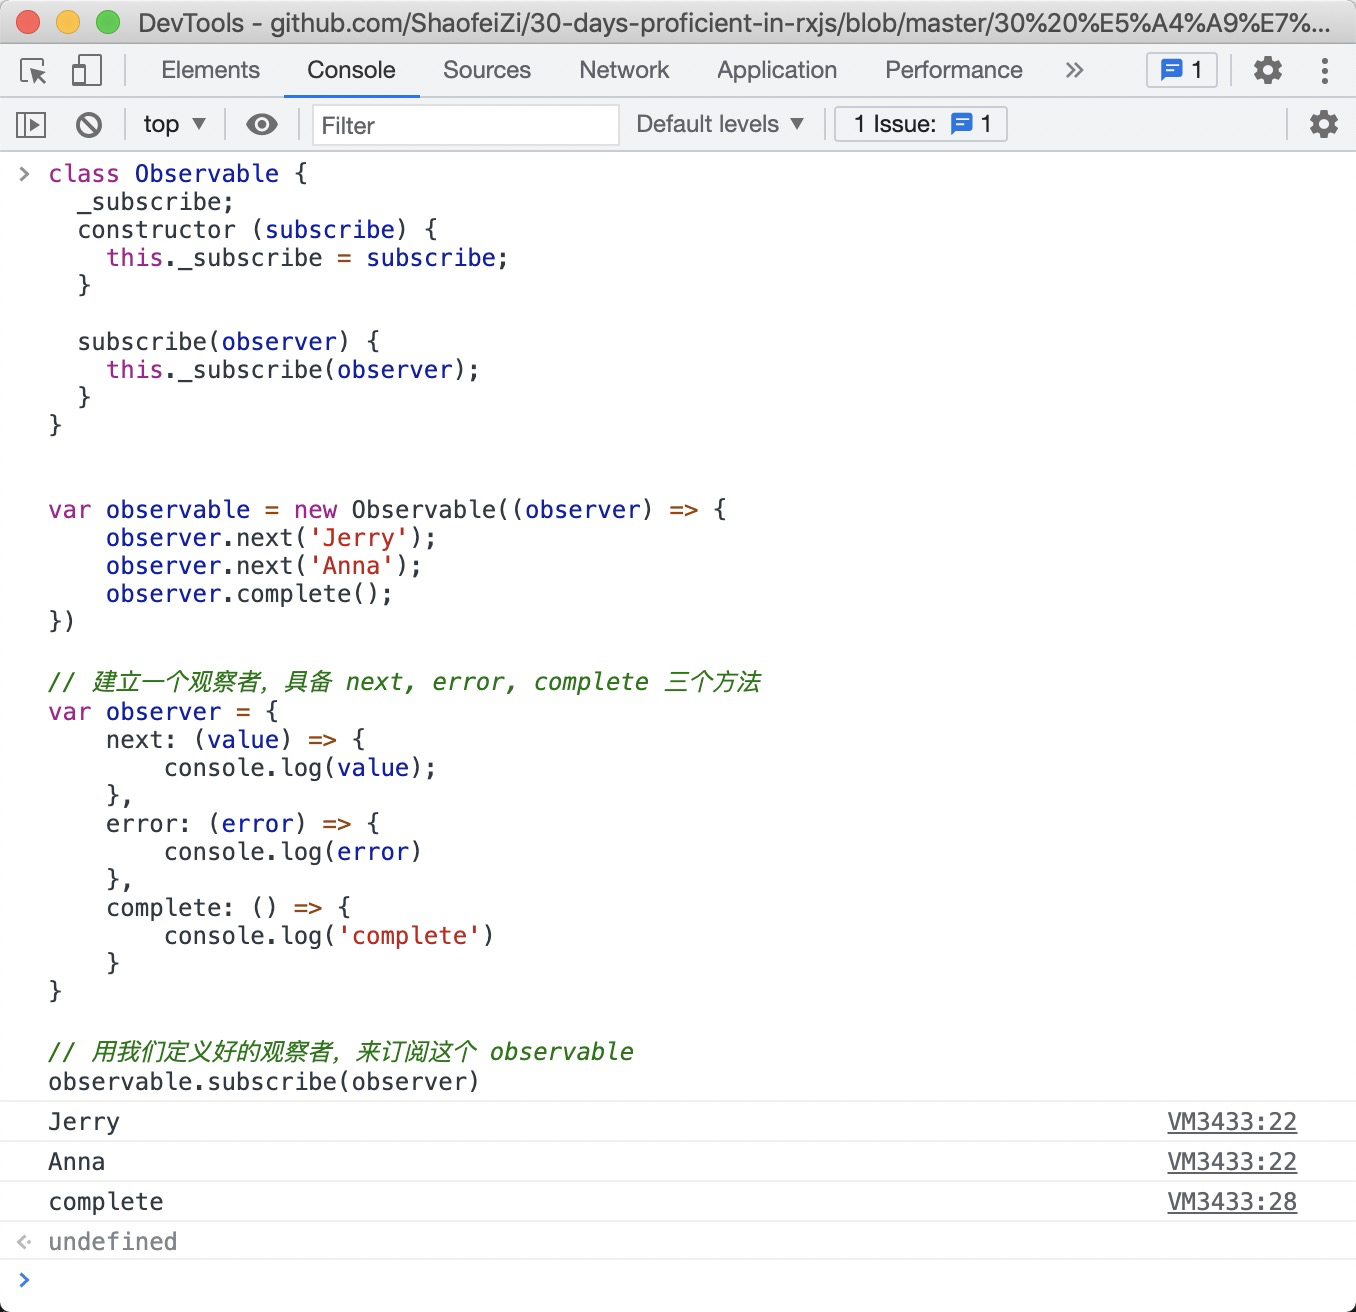 DevTools - github.com/ShaofeiZi/30-days-proficient-in-rxjs/blob/master/30%20%E5%A4%A9%E7%...
Elements Console Sources Network Application Performance » 1
top ▼ Filter Default levels ▼ 1 Issue: 1
> class Observable {
  _subscribe;
  constructor (subscribe) {
    this._subscribe = subscribe;
  }
  subscribe(observer) {
    this._subscribe(observer);
  }
}
var observable = new Observable((observer) => {
    observer.next('Jerry');
    observer.next('Anna');
    observer.complete();
})
// 建立一个观察者，具备 next, error, complete 三个方法
var observer = {
    next: (value) => {
        console.log(value);
    },
    error: (error) => {
        console.log(error)
    },
    complete: () => {
        console.log('complete')
    }
}
// 用我们定义好的观察者，来订阅这个 observable
observable.subscribe(observer)
Jerry VM3433:22
Anna VM3433:22
complete VM3433:28
undefined
>